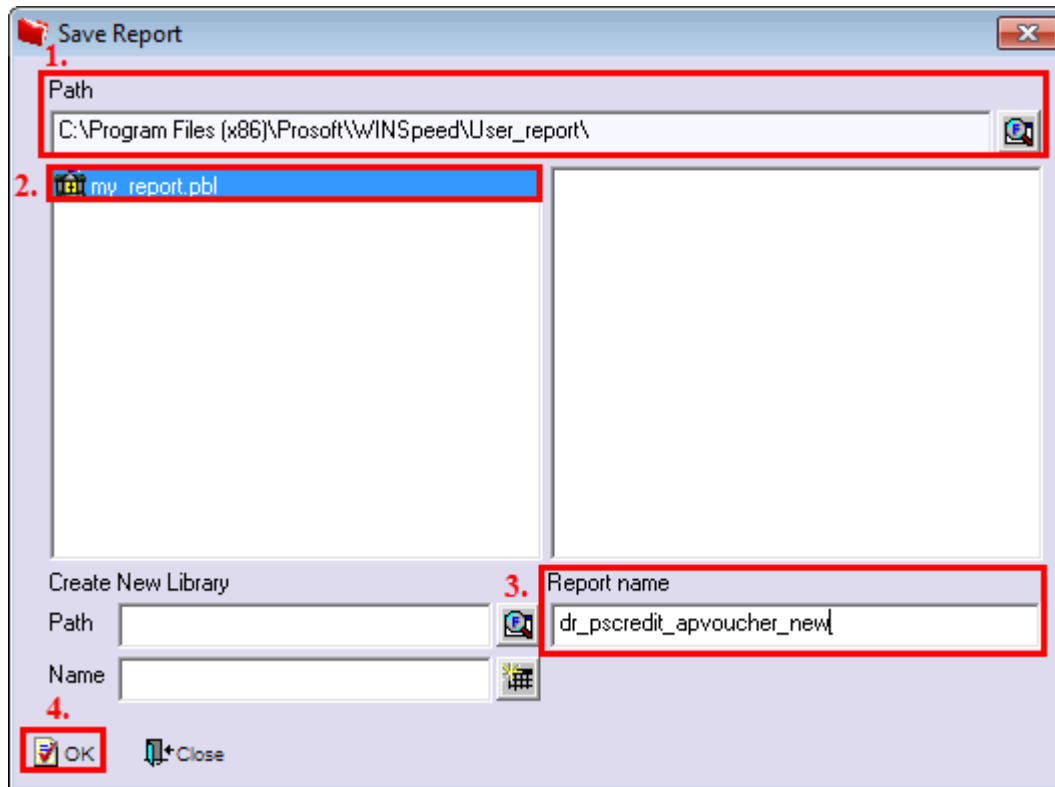 Save Report
1.
Path
C:\Program Files (x86)\Prosoft\WINSpeed\User_report\
2.
my_report.pbl
Create New Library
3.
Report name
Path
dr_pscredit_apvoucher_new
Name
4.
OK
Close